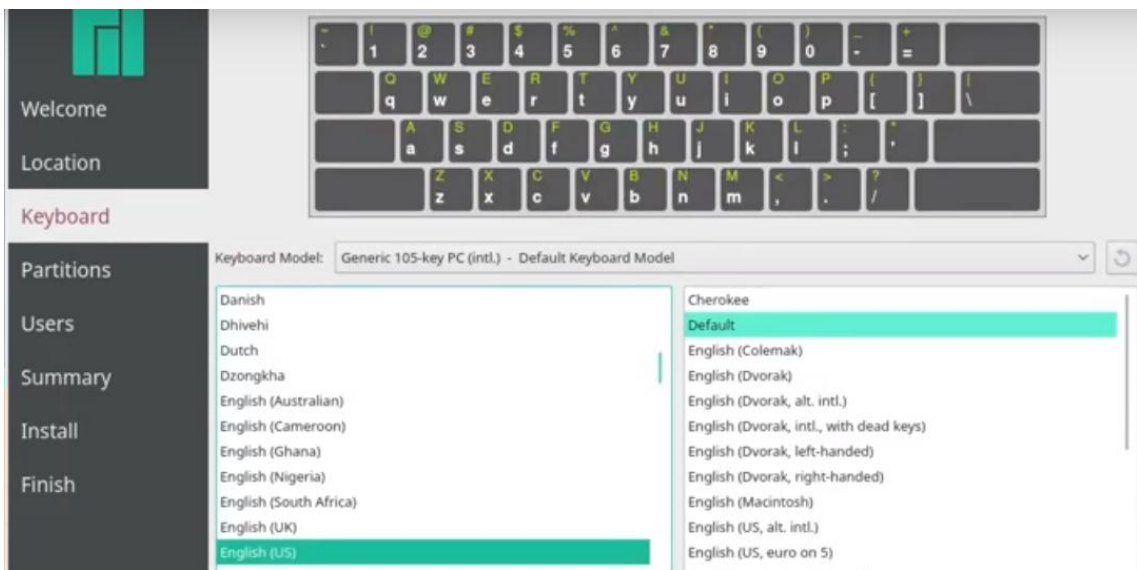 ~ ! @ # $ % ^ & * ( ) _ +
` 1 2 3 4 5 6 7 8 9 0 - =
Q W E R T Y U I O P { } |
q w e r t y u i o p [ ] \
A S D F G H J K L : "
a s d f g h j k l ; '
Z X C V B N M < > ?
z x c v b n m , . /
Welcome
Location
Keyboard
Partitions
Users
Summary
Install
Finish
Keyboard Model: Generic 105-key PC (intl.) - Default Keyboard Model
Danish
Dhivehi
Dutch
Dzongkha
English (Australian)
English (Cameroon)
English (Ghana)
English (Nigeria)
English (South Africa)
English (UK)
English (US)
Cherokee
Default
English (Colemak)
English (Dvorak)
English (Dvorak, alt. intl.)
English (Dvorak, intl., with dead keys)
English (Dvorak, left-handed)
English (Dvorak, right-handed)
English (Macintosh)
English (US, alt. intl.)
English (US, euro on 5)